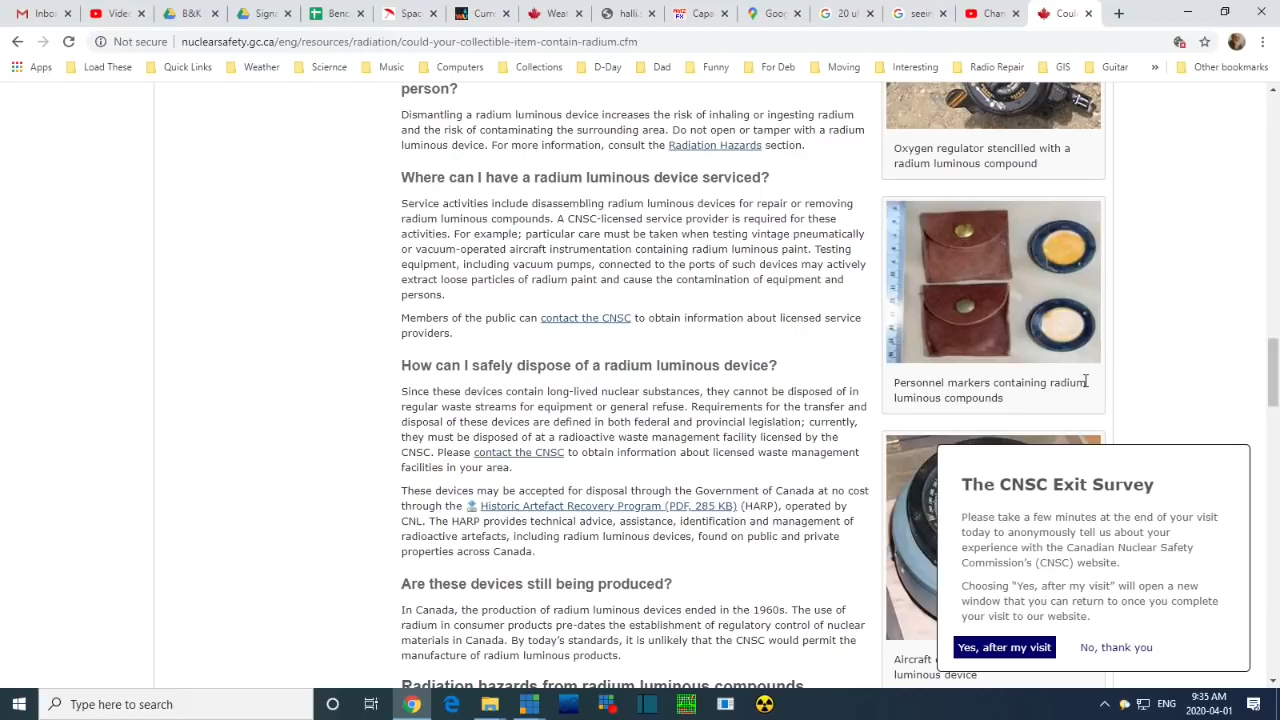 Inbox
Video
B&K
Servi
Benc
Spac
Curre
Weat
hallic
Cape
Goog
20 ul
seein
Coul
Not secure
nuclearsafety.gc.ca/eng/resources/radiation/could-your-collectible-item-contain-radium.cfm
Apps
Load These
Quick Links
Weather
Sciernce
Music
Computers
Collections
D-Day
Dad
Funny
For Deb
Moving
Interesting
Radio Repair
GIS
Guitar
»
Other bookmarks
person?
Dismantling a radium luminous device increases the risk of inhaling or ingesting radium
and the risk of contaminating the surrounding area. Do not open or tamper with a radium
luminous device. For more information, consult the Radiation Hazards section.
Where can I have a radium luminous device serviced?
Service activities include disassembling radium luminous devices for repair or removing
radium luminous compounds. A CNSC-licensed service provider is required for these
activities. For example; particular care must be taken when testing vintage pneumatically
or vacuum-operated aircraft instrumentation containing radium luminous paint. Testing
equipment, including vacuum pumps, connected to the ports of such devices may actively
extract loose particles of radium paint and cause the contamination of equipment and
persons.
Members of the public can contact the CNSC to obtain information about licensed service
providers.
How can I safely dispose of a radium luminous device?
Since these devices contain long-lived nuclear substances, they cannot be disposed of in
regular waste streams for equipment or general refuse. Requirements for the transfer and
disposal of these devices are defined in both federal and provincial legislation; currently,
they must be disposed of at a radioactive waste management facility licensed by the
CNSC. Please contact the CNSC to obtain information about licensed waste management
facilities in your area.
These devices may be accepted for disposal through the Government of Canada at no cost
through the Historic Artefact Recovery Program (PDF, 285 KB) (HARP), operated by
CNL. The HARP provides technical advice, assistance, identification and management of
radioactive artefacts, including radium luminous devices, found on public and private
properties across Canada.
Are these devices still being produced?
In Canada, the production of radium luminous devices ended in the 1960s. The use of
radium in consumer products pre-dates the establishment of regulatory control of nuclear
materials in Canada. By today's standards, it is unlikely that the CNSC would permit the
manufacture of radium luminous products.
Radiation hazards from radium luminous compounds
Oxygen regulator stencilled with a
radium luminous compound
Personnel markers containing radium
luminous compounds
Aircraft
luminous device
The CNSC Exit Survey
Please take a few minutes at the end of your visit
today to anonymously tell us about your
experience with the Canadian Nuclear Safety
Commission's (CNSC) website.
Choosing "Yes, after my visit" will open a new
window that you can return to once you complete
your visit to our website.
Yes, after my visit
No, thank you
Type here to search
ENG
9:35 AM
2020-04-01